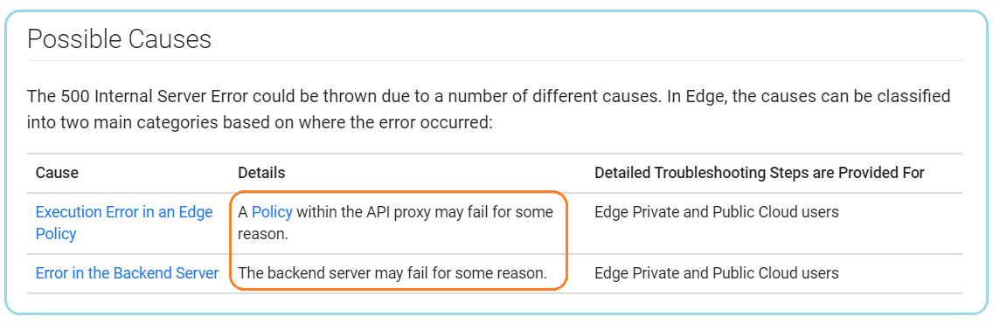 Possible Causes
The 500 Internal Server Error could be thrown due to a number of different causes. In Edge, the causes can be classified
into two main categories based on where the error occurred:
Cause Details Detailed Troubleshooting Steps are Provided For
Execution Error in an Edge A Policy within the API proxy may fail for some Edge Private and Public Cloud users
Policy reason.
Error in the Backend Server The backend server may fail for some reason. Edge Private and Public Cloud users